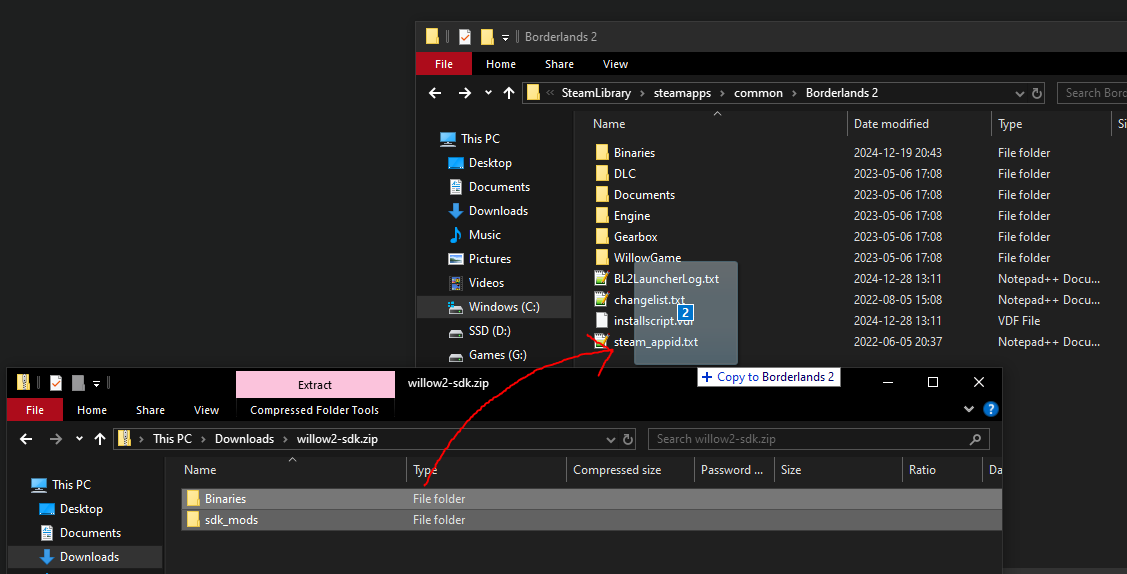 Borderlands 2
File Home Share View
« SteamLibrary > steamapps > common > Borderlands 2
Search Bord
Name Date modified Type Si
This PC
Desktop
Documents
Downloads
Music
Pictures
Videos
Windows (C:)
SSD (D:)
Games (G:)
Binaries 2024-12-19 20:43 File folder
DLC 2023-05-06 17:08 File folder
Documents 2023-05-06 17:08 File folder
Engine 2023-05-06 17:08 File folder
Gearbox 2023-05-06 17:08 File folder
WillowGame 2023-05-06 17:08 File folder
BL2LauncherLog.txt 2024-12-28 13:11 Notepad++ Docu...
changelist.txt 2022-08-05 15:08 Notepad++ Docu...
installscript.vdf 2024-12-28 13:11 VDF File
steam_appid.txt 2022-06-05 20:37 Notepad++ Docu...
2
+ Copy to Borderlands 2
Extract willow2-sdk.zip
File Home Share View Compressed Folder Tools
> This PC > Downloads > willow2-sdk.zip
Search willow2-sdk.zip
Name Type Compressed size Password ... Size Ratio Da
This PC
Desktop
Documents
Downloads
Binaries File folder
sdk_mods File folder